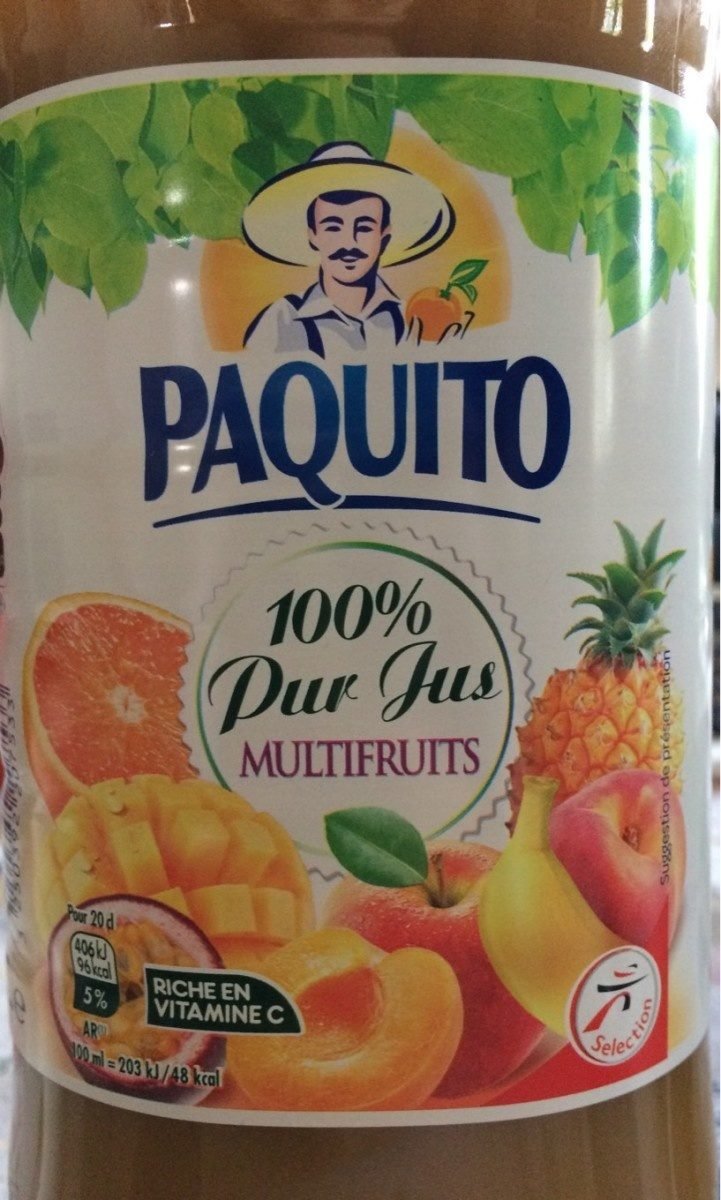 PAQUITO
100%
Pur Jus
MULTIFRUITS
Suggestion de présentation
Pour 20 d
406 kJ
96 kcal
5%
AR
100 ml = 203 kJ / 48 kcal
RICHE EN
VITAMINE C
Selection